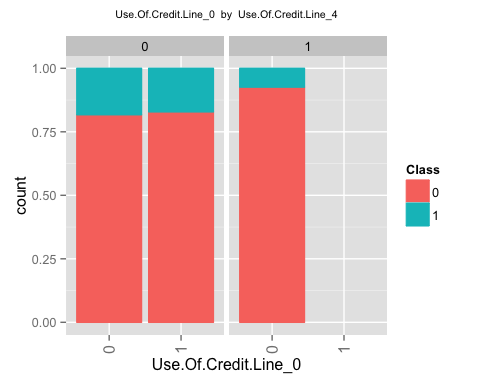 Use.Of.Credit.Line_0 by Use.Of.Credit.Line_4
0 1
1.00
0.75
0.50
0.25
0.00
count
0 1 0 1
Use.Of.Credit.Line_0
Class
0
1